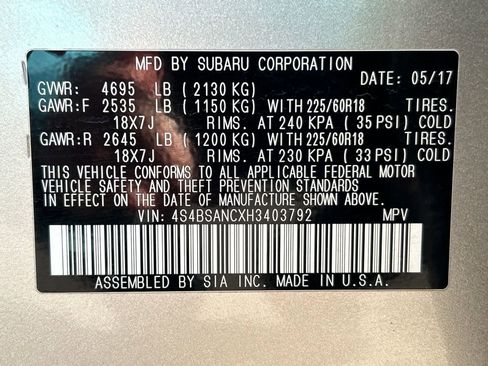 MFD BY SUBARU CORPORATION
DATE: 05/17
GVWR: 4695 LB ( 2130 KG)
GAWR:F 2535 LB ( 1150 KG) WITH 225/60R18 TIRES.
18X7J RIMS. AT 240 KPA ( 35 PSI) COLD
GAWR:R 2645 LB ( 1200 KG) WITH 225/60R18 TIRES.
18X7J RIMS. AT 230 KPA ( 33 PSI) COLD
THIS VEHICLE CONFORMS TO ALL APPLICABLE FEDERAL MOTOR
VEHICLE SAFETY AND THEFT PREVENTION STANDARDS
IN EFFECT ON THE DATE OF MANUFACTURE SHOWN ABOVE.
VIN: 4S4BSANCXH3403792 MPV
ASSEMBLED BY SIA INC. MADE IN U.S.A.